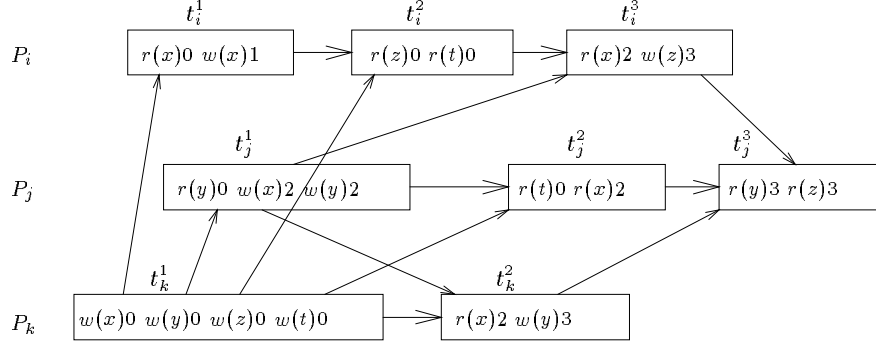 t_i^1 t_i^2 t_i^3
P_i r(x)0 w(x)1 r(z)0 r(t)0 r(x)2 w(z)3
t_j^1 t_j^2 t_j^3
P_j r(y)0 w(x)2 w(y)2 r(t)0 r(x)2 r(y)3 r(z)3
t_k^1 t_k^2
P_k w(x)0 w(y)0 w(z)0 w(t)0 r(x)2 w(y)3